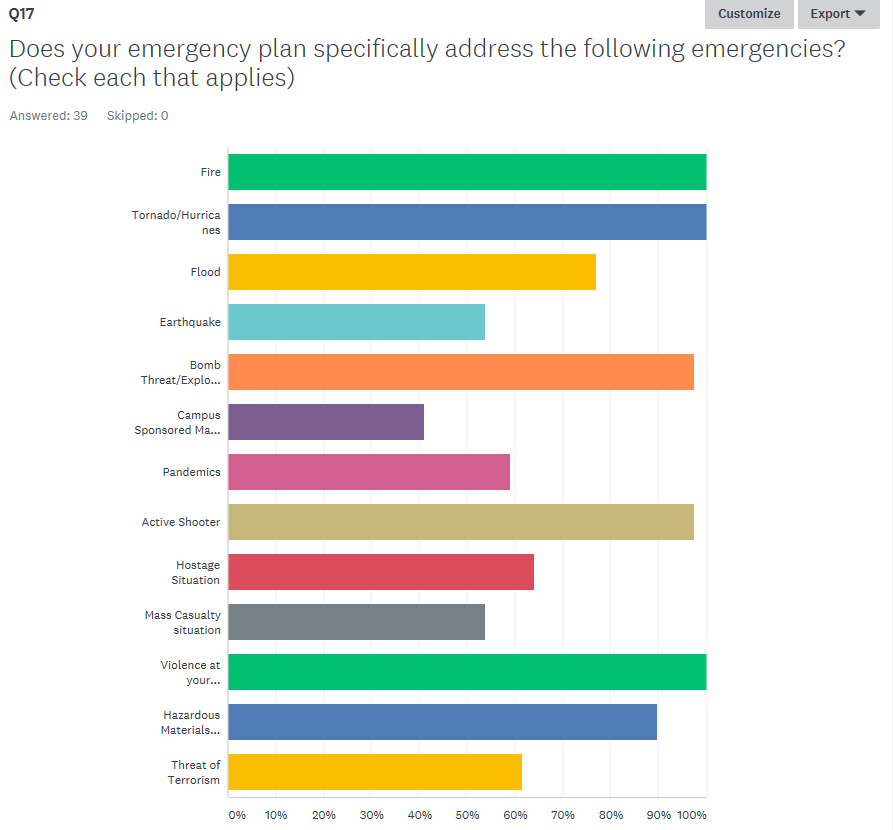 Q17
Customize
Export
Does your emergency plan specifically address the following emergencies?
(Check each that applies)
Answered: 39 Skipped: 0
Fire
Tornado/Hurrica
nes
Flood
Earthquake
Bomb
Threat/Explo...
Campus
Sponsored Ma...
Pandemics
Active Shooter
Hostage
Situation
Mass Casualty
situation
Violence at
your...
Hazardous
Materials...
Threat of
Terrorism
0% 10% 20% 30% 40% 50% 60% 70% 80% 90% 100%